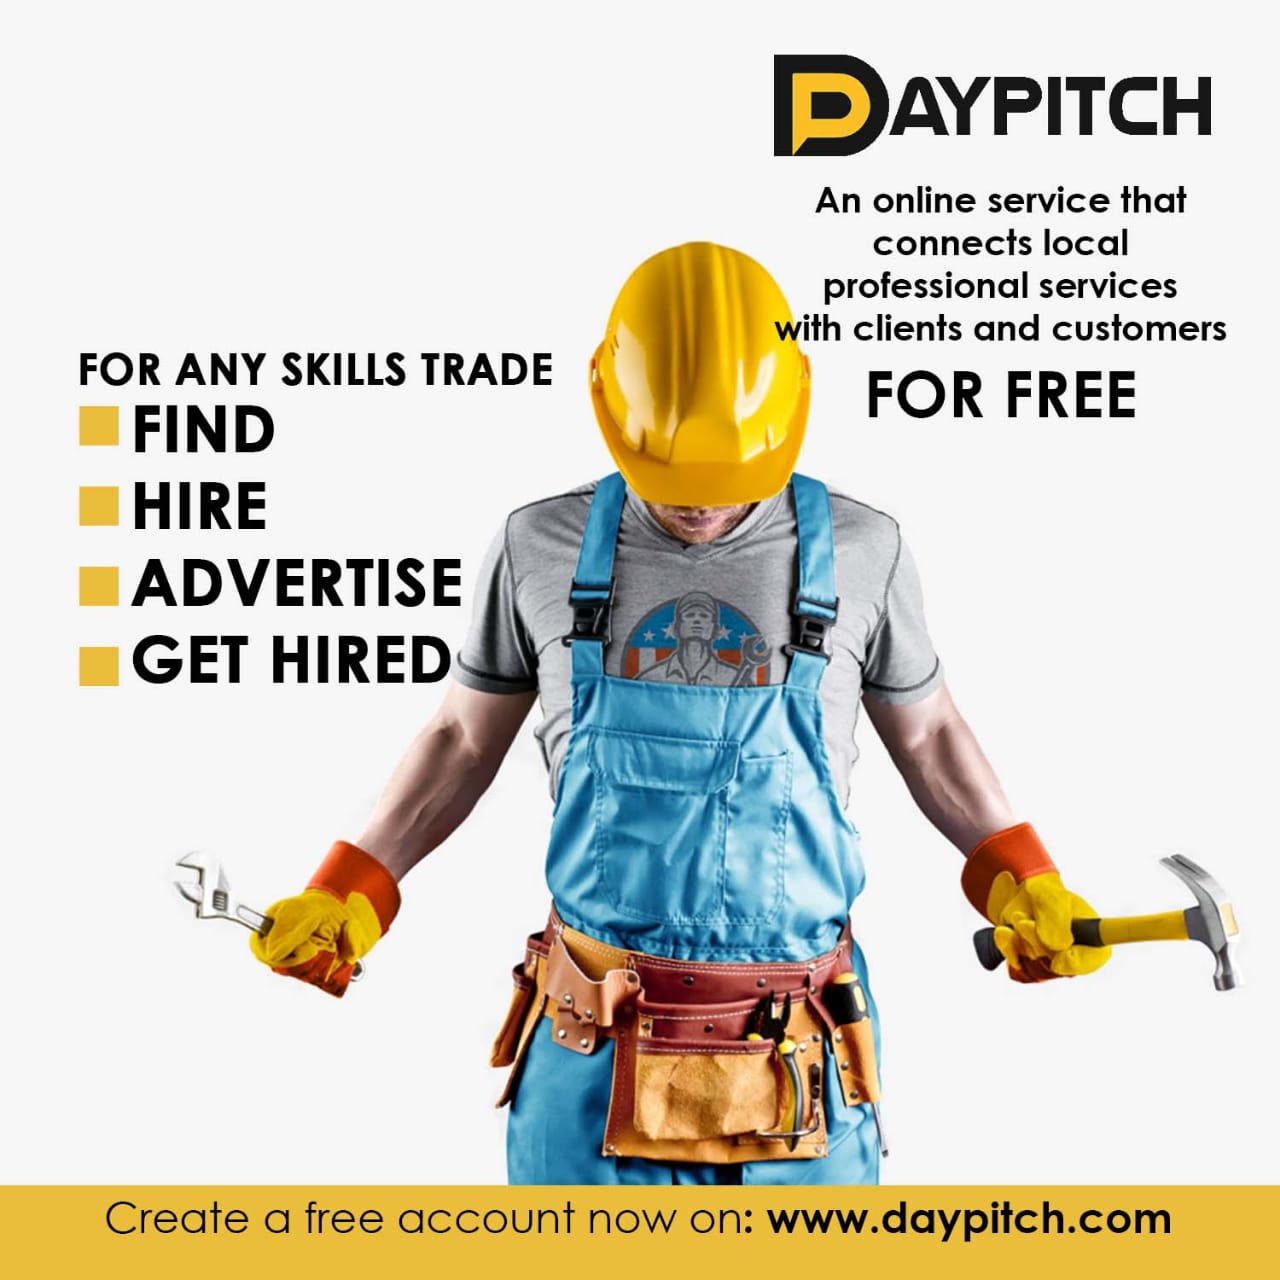 DAYPITCH
An online service that
connects local
professional services
with clients and customers
FOR FREE
FOR ANY SKILLS TRADE
FIND
HIRE
ADVERTISE
GET HIRED
Create a free account now on: www.daypitch.com